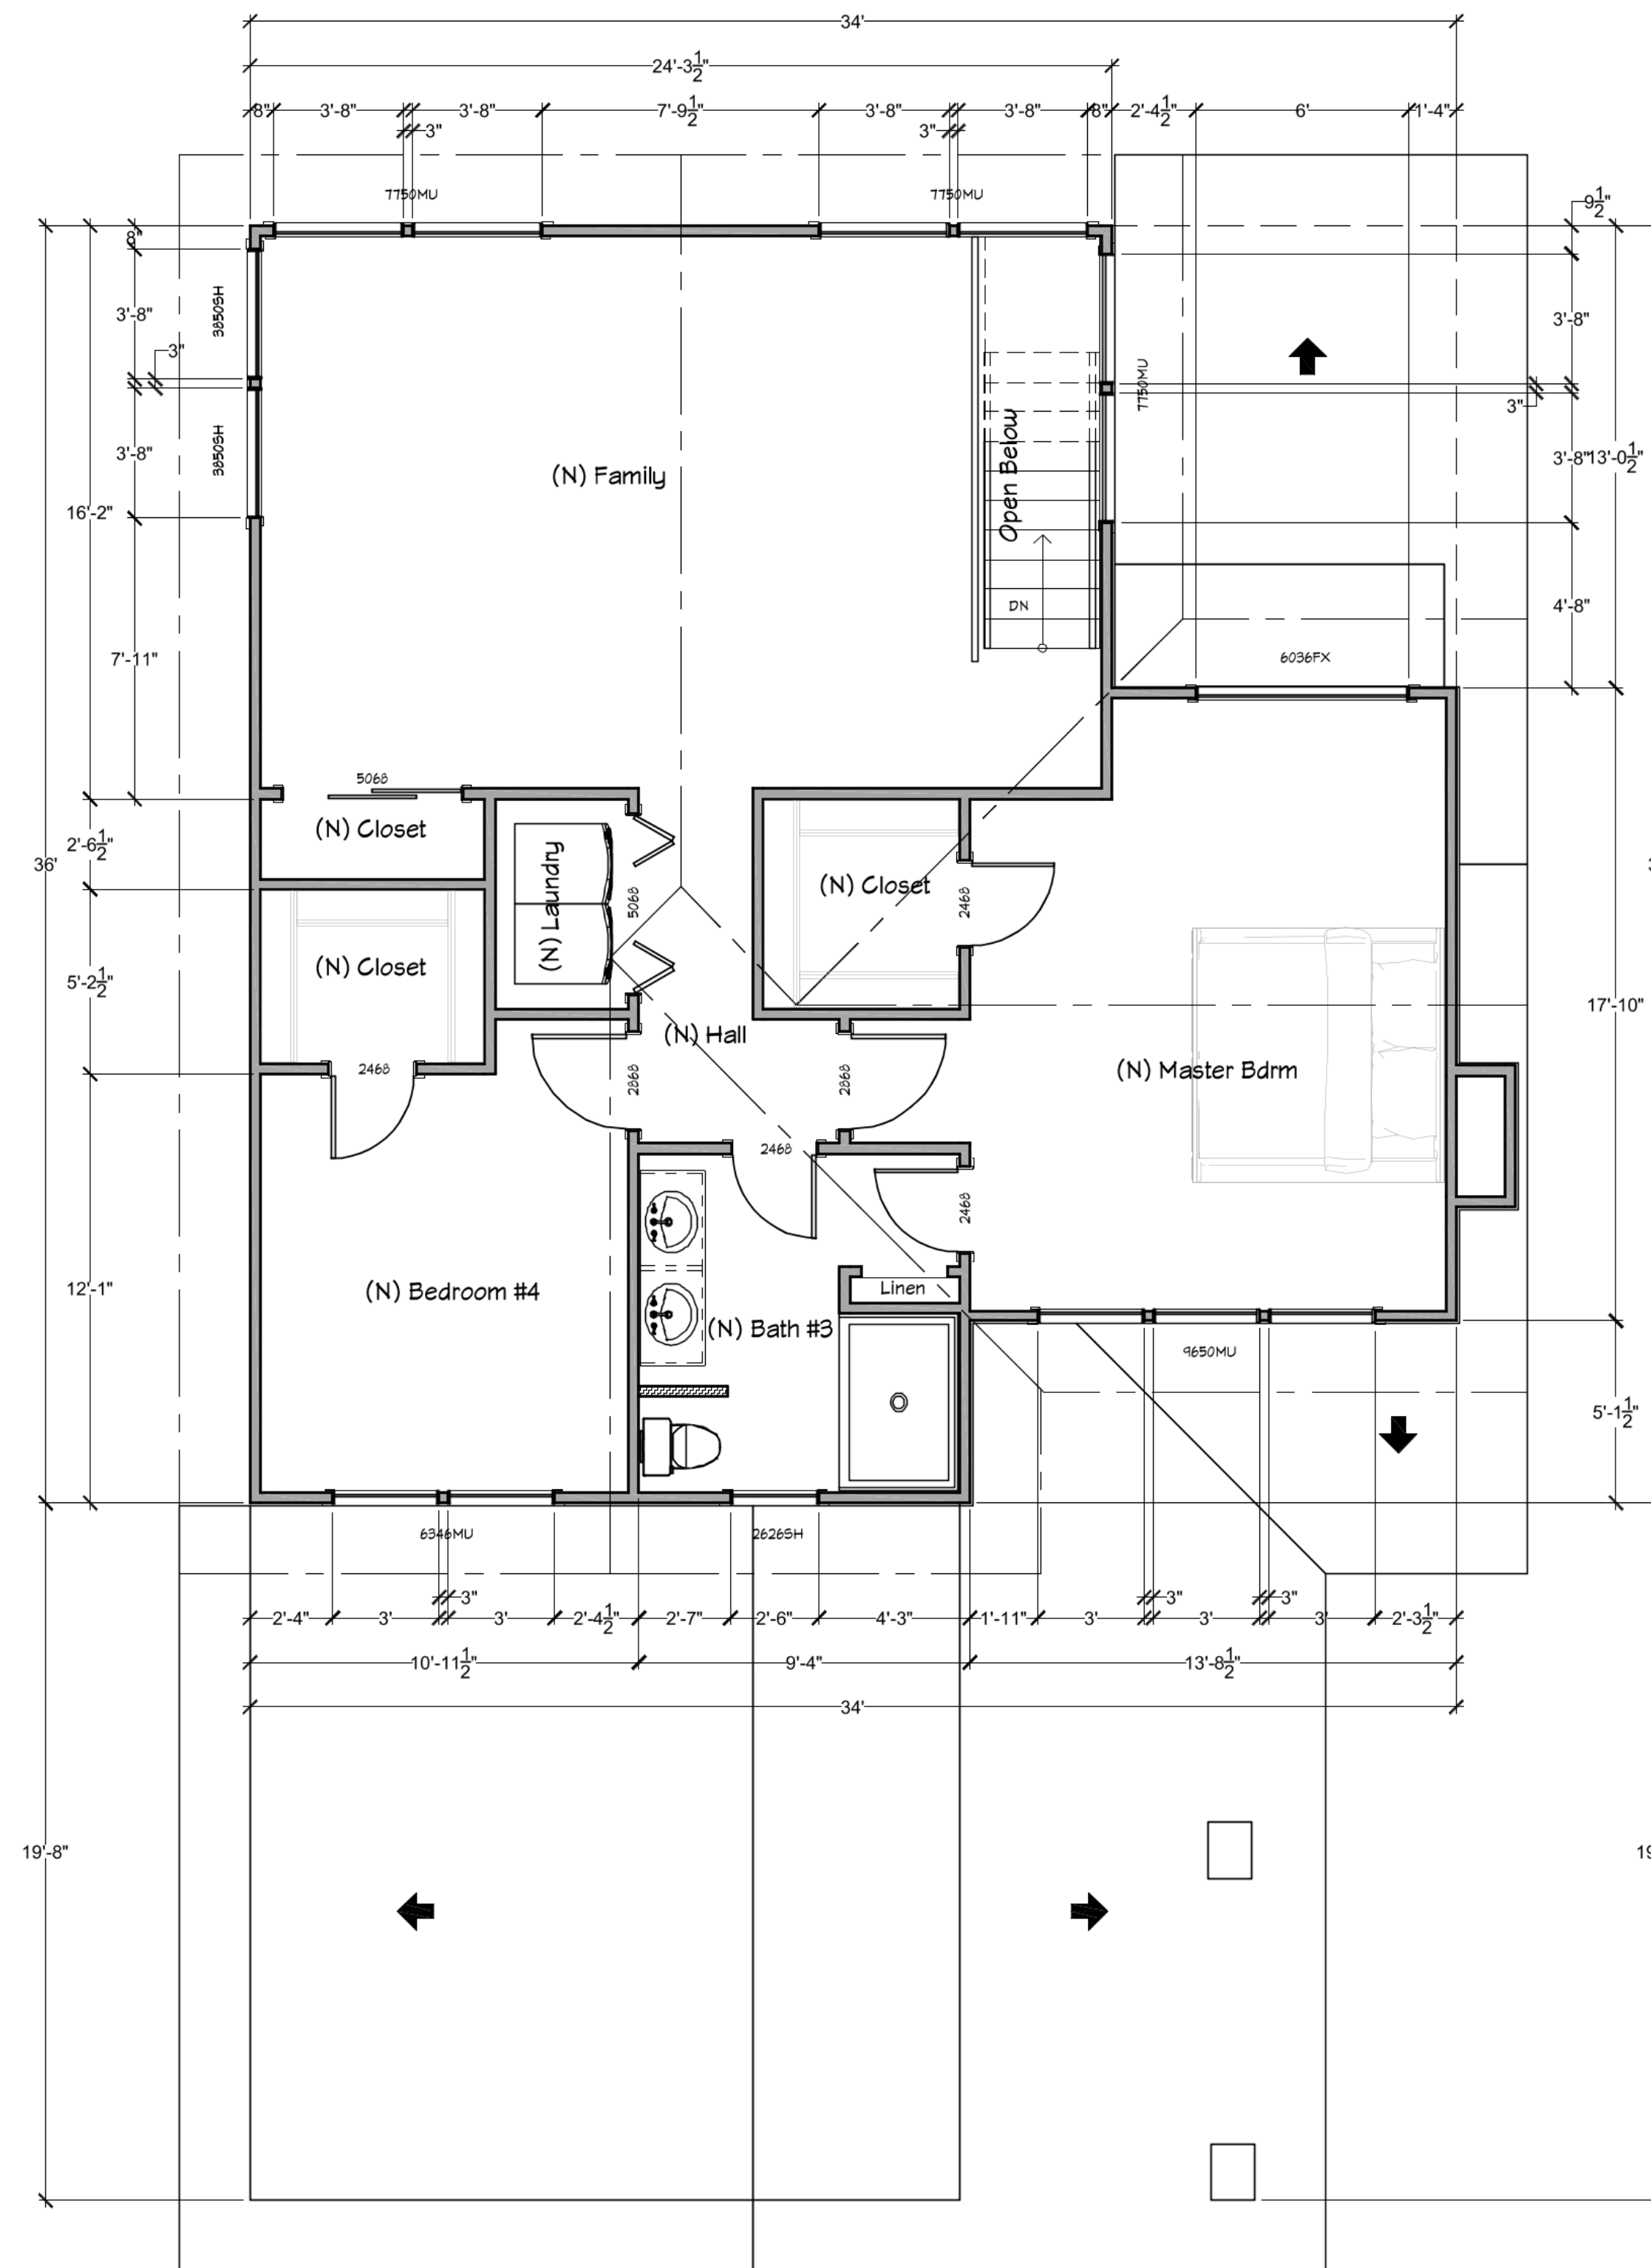 34'
24'-3 1/2"
8"
3'-8"
3'-8"
7'-9 1/2"
3'-8"
3'-8"
8"
2'-4 1/2"
6'
1'-4"
3"
3"
7750MU
7750MU
9 1/2"
8"
3'-8"
3850SH
3'-8"
3"
7750MU
3"
3'-8"
3850SH
3'-8"
13'-0 1/2"
(N) Family
Open Below
16'-2"
DN
4'-8"
7'-11"
6036FX
5068
(N) Closet
2'-6 1/2"
36'
(N) Laundry
5068
(N) Closet
2468
(N) Closet
5'-2 1/2"
17'-10"
(N) Hall
2468
2868
2868
(N) Master Bdrm
2468
2468
12'-1"
(N) Bedroom #4
Linen
(N) Bath #3
9650MU
5'-1 1/2"
6346MU
2626SH
3"
3"
3"
2'-4"
3'
3'
2'-4 1/2"
2'-7"
2'-6"
4'-3"
1'-11"
3'
3'
3'
2'-3 1/2"
10'-11 1/2"
9'-4"
13'-8 1/2"
34'
19'-8"